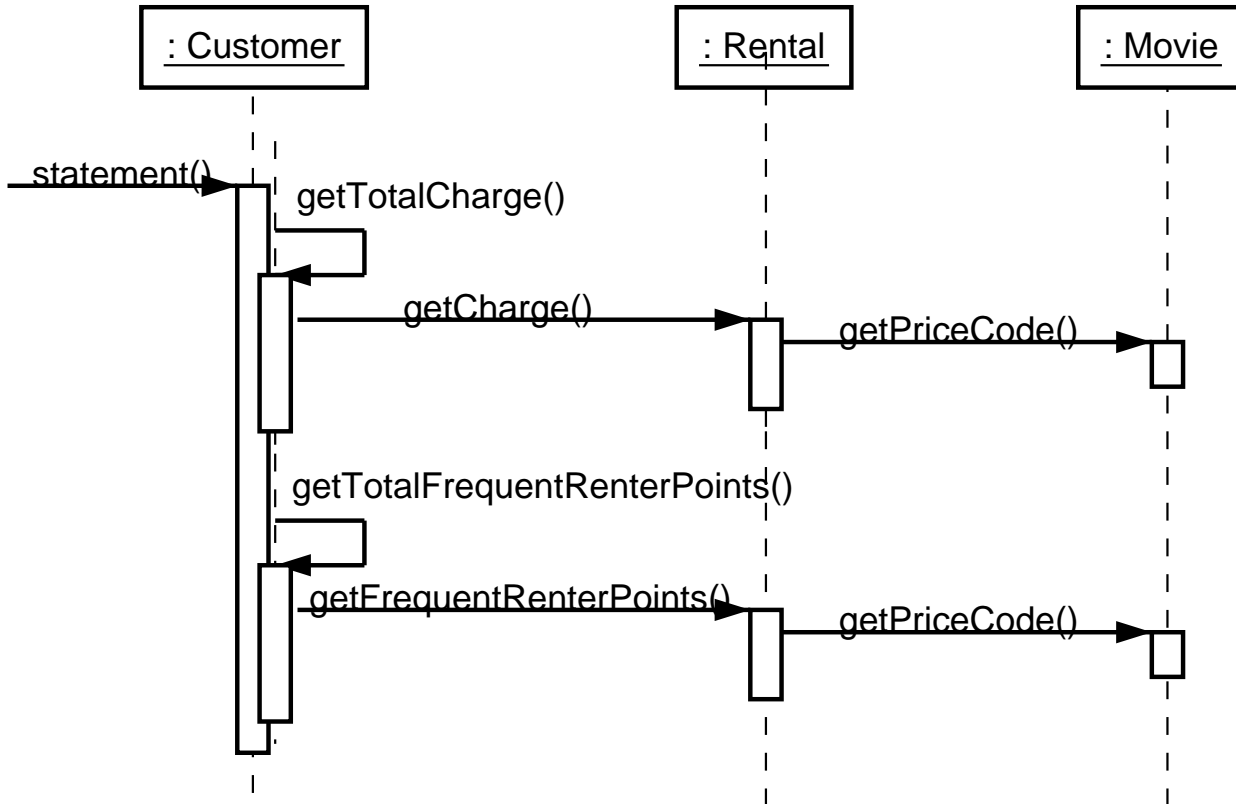 : Customer
: Rental
: Movie
statement()
getTotalCharge()
getCharge()
getPriceCode()
getTotalFrequentRenterPoints()
getFrequentRenterPoints()
getPriceCode()